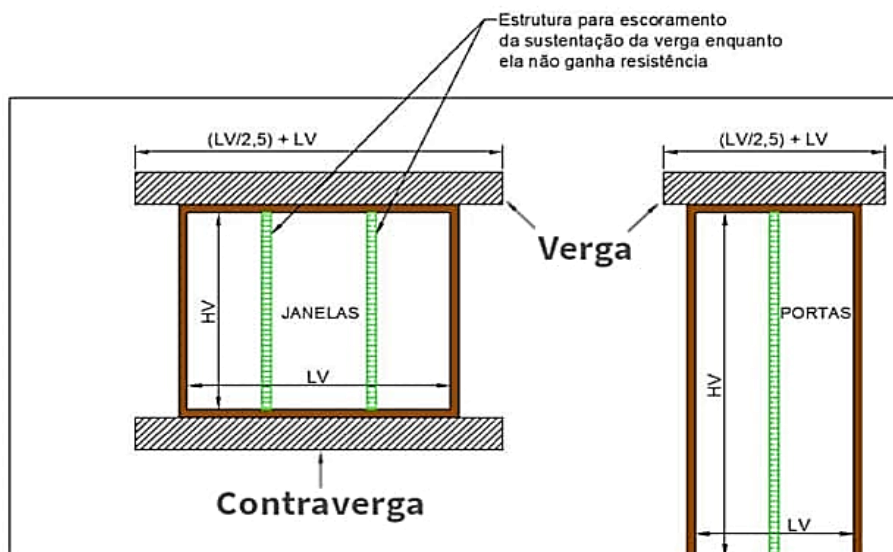 Estrutura para escoramento
da sustentação da verga enquanto
ela não ganha resistência
(LV/2,5) + LV
(LV/2,5) + LV
Verga
HV
JANELAS
LV
PORTAS
HV
LV
Contraverga